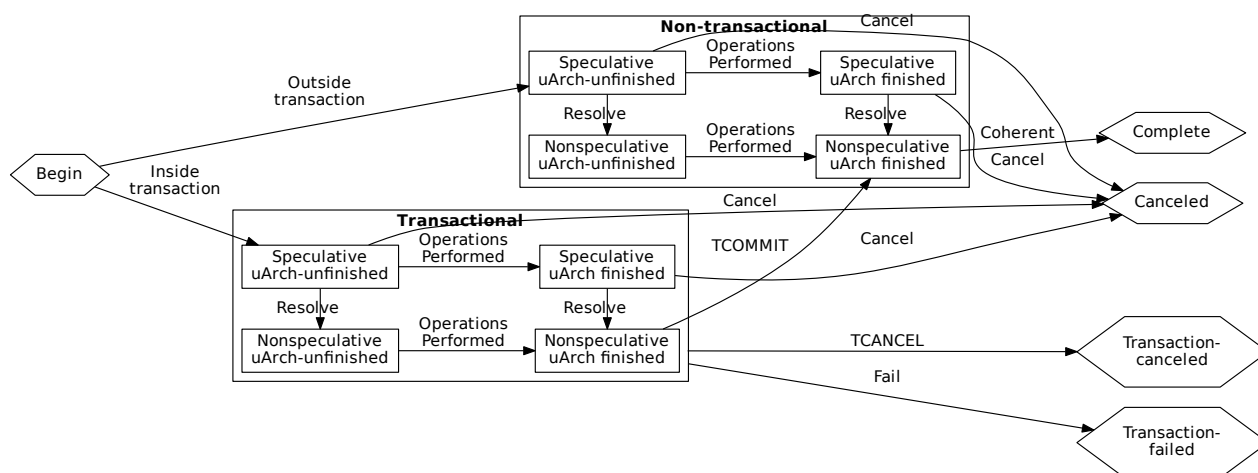 Non-transactional
Cancel
Speculative
uArch-unfinished
Operations
Performed
Speculative
uArch finished
Outside
transaction
Resolve
Resolve
Nonspeculative
uArch-unfinished
Operations
Performed
Nonspeculative
uArch finished
Coherent
Complete
Cancel
Begin
Inside
transaction
Canceled
Cancel
Transactional
Speculative
uArch-unfinished
Operations
Performed
Speculative
uArch finished
TCOMMIT
Cancel
Resolve
Resolve
Nonspeculative
uArch-unfinished
Operations
Performed
Nonspeculative
uArch finished
TCANCEL
Transaction-
canceled
Fail
Transaction-
failed